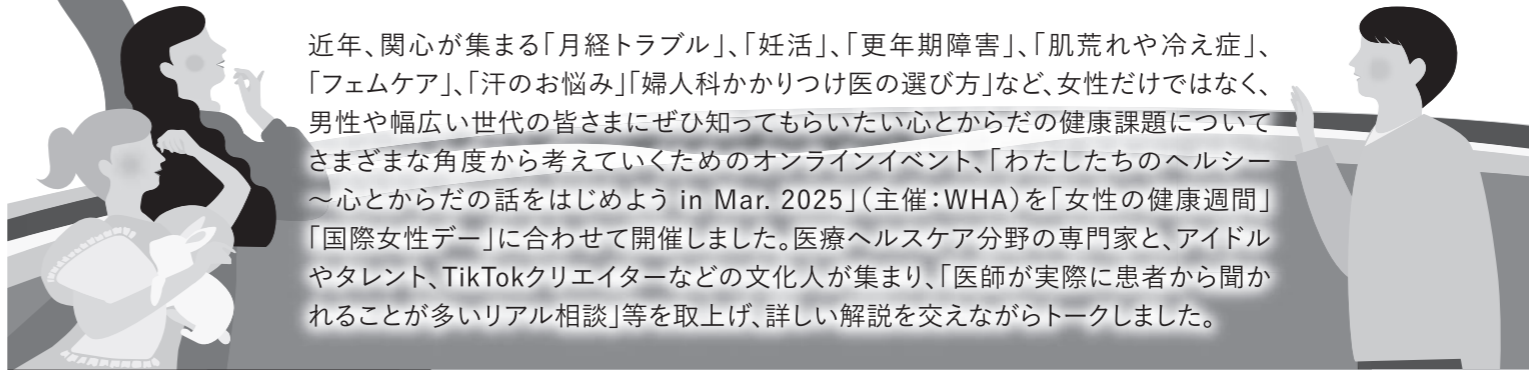 近年、関心が集まる「月経トラブル」、「妊活」、「更年期障害」、「肌荒れや冷え症」、
「フェムケア」、「汗のお悩み」「婦人科かかりつけ医の選び方」など、女性だけではなく、
男性や幅広い世代の皆さまにぜひ知ってもらいたい心とからだの健康課題について
さまざまな角度から考えていくためのオンラインイベント、「わたしたちのヘルシー
～心とからだの話をはじめよう in Mar. 2025」（主催：WHA）を「女性の健康週間」
「国際女性デー」に合わせて開催しました。医療ヘルスケア分野の専門家と、アイドル
やタレント、TikTokクリエイターなどの文化人が集まり、「医師が実際に患者から聞か
れることが多いリアル相談」等を取上げ、詳しい解説を交えながらトークしました。